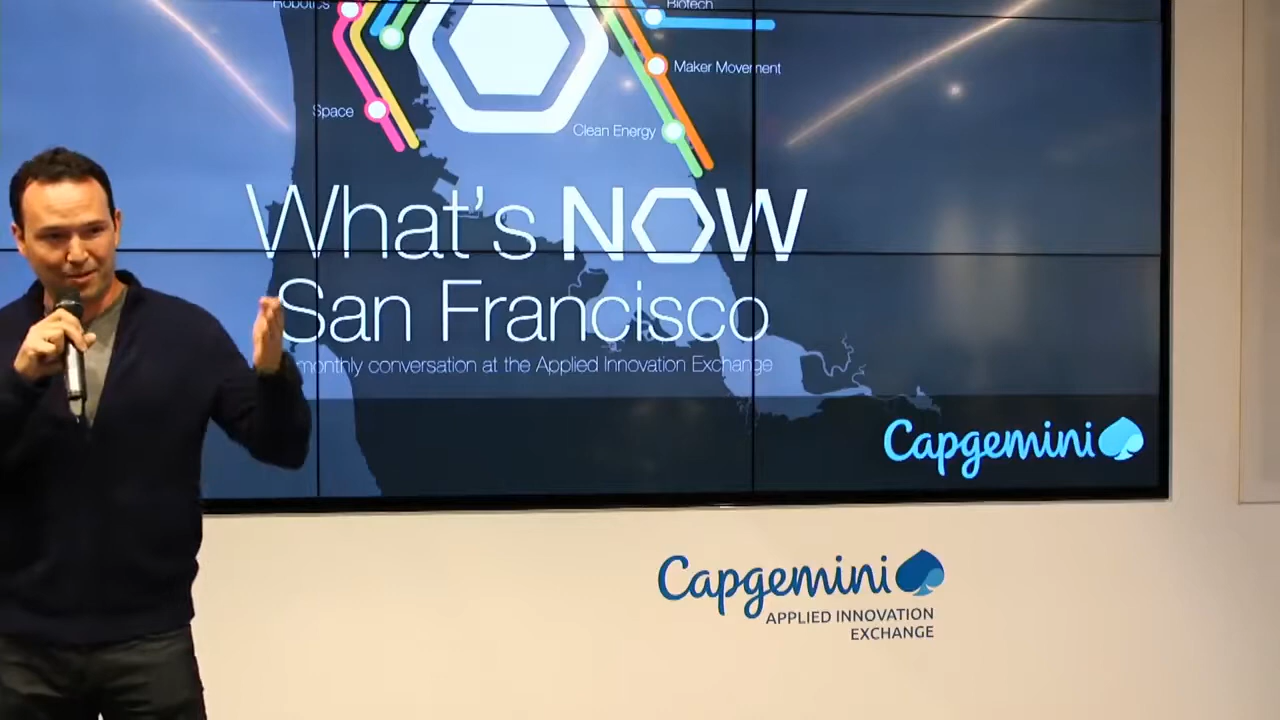 Robotics
Biotech
Maker Movement
Space
Clean Energy
What's NOW
San Francisco
monthly conversation at the Applied Innovation Exchange
Capgemini
Capgemini
APPLIED INNOVATION
EXCHANGE